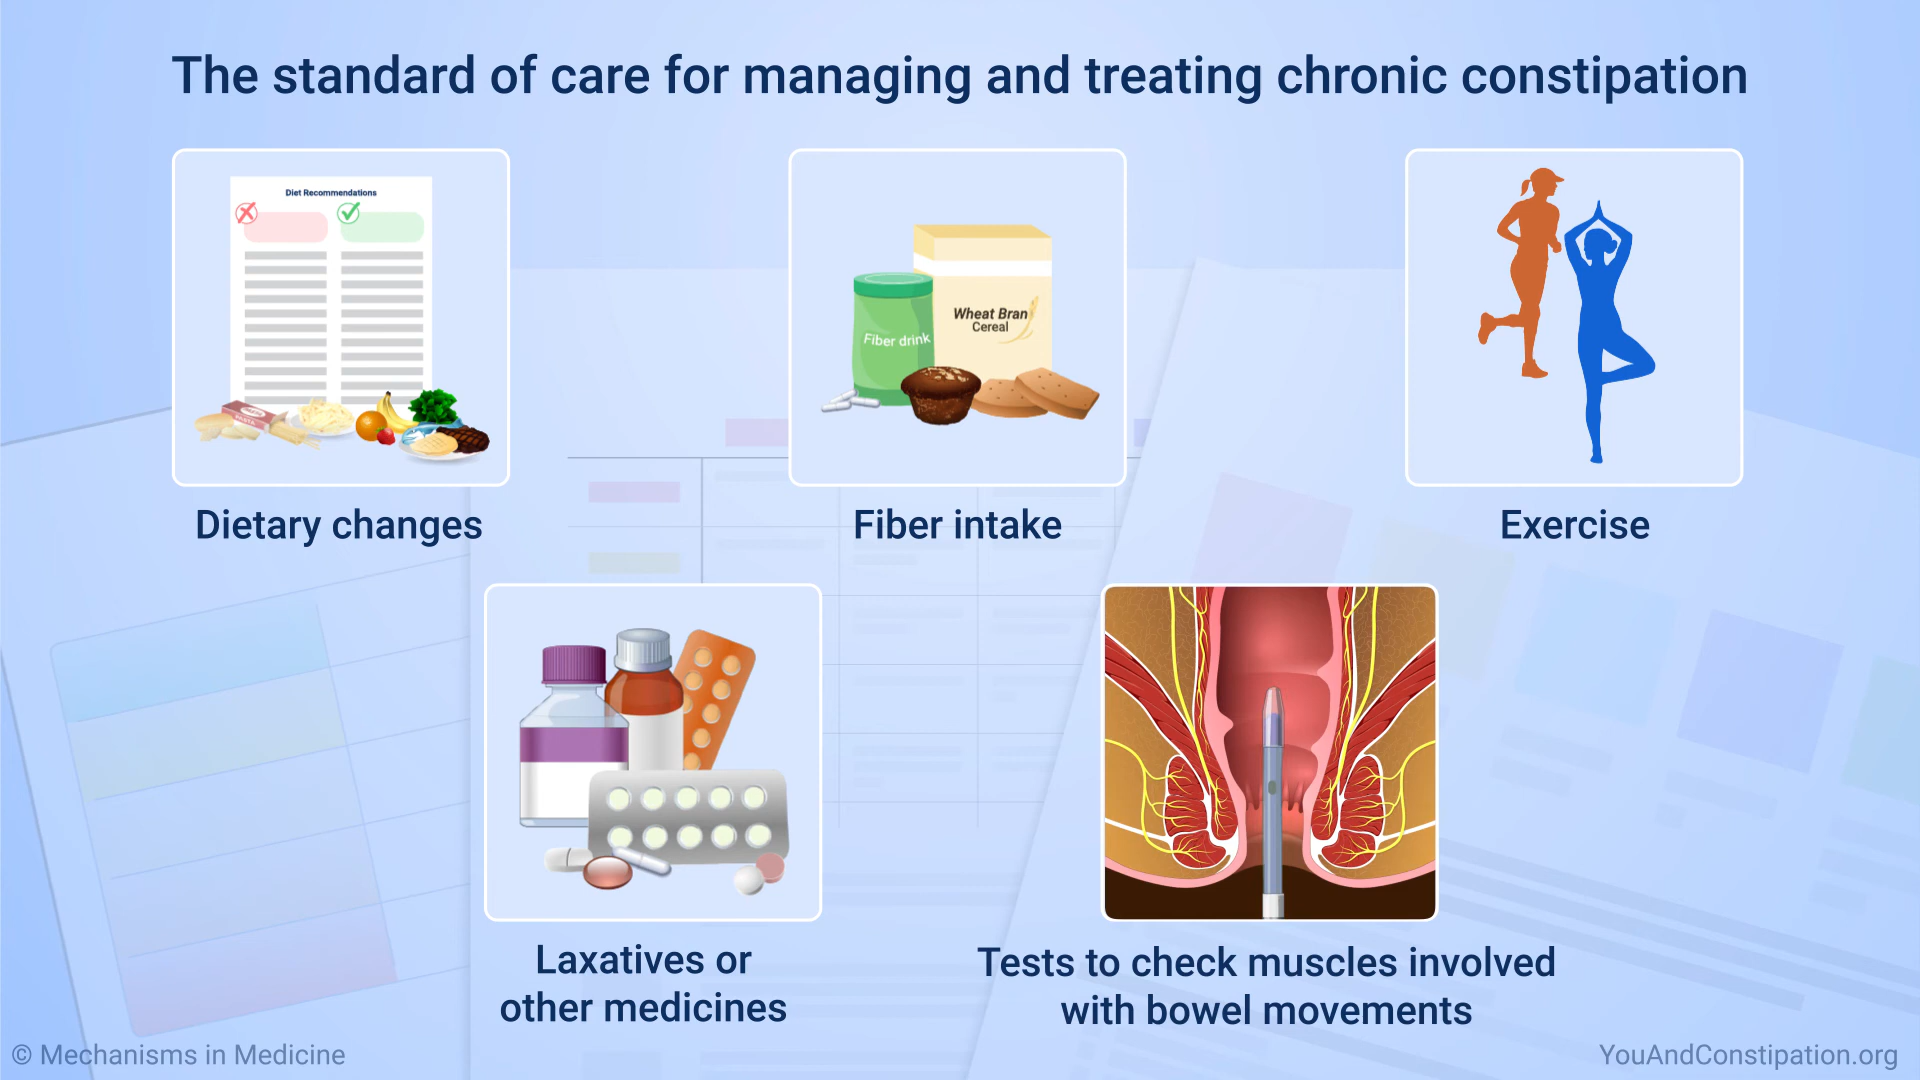 The standard of care for managing and treating chronic constipation
Diet Recommendations
PASTA
Fiber drink
Wheat Bran
Cereal
Dietary changes
Fiber intake
Exercise
Laxatives or
other medicines
Tests to check muscles involved
with bowel movements
© Mechanisms in Medicine
YouAndConstipation.org